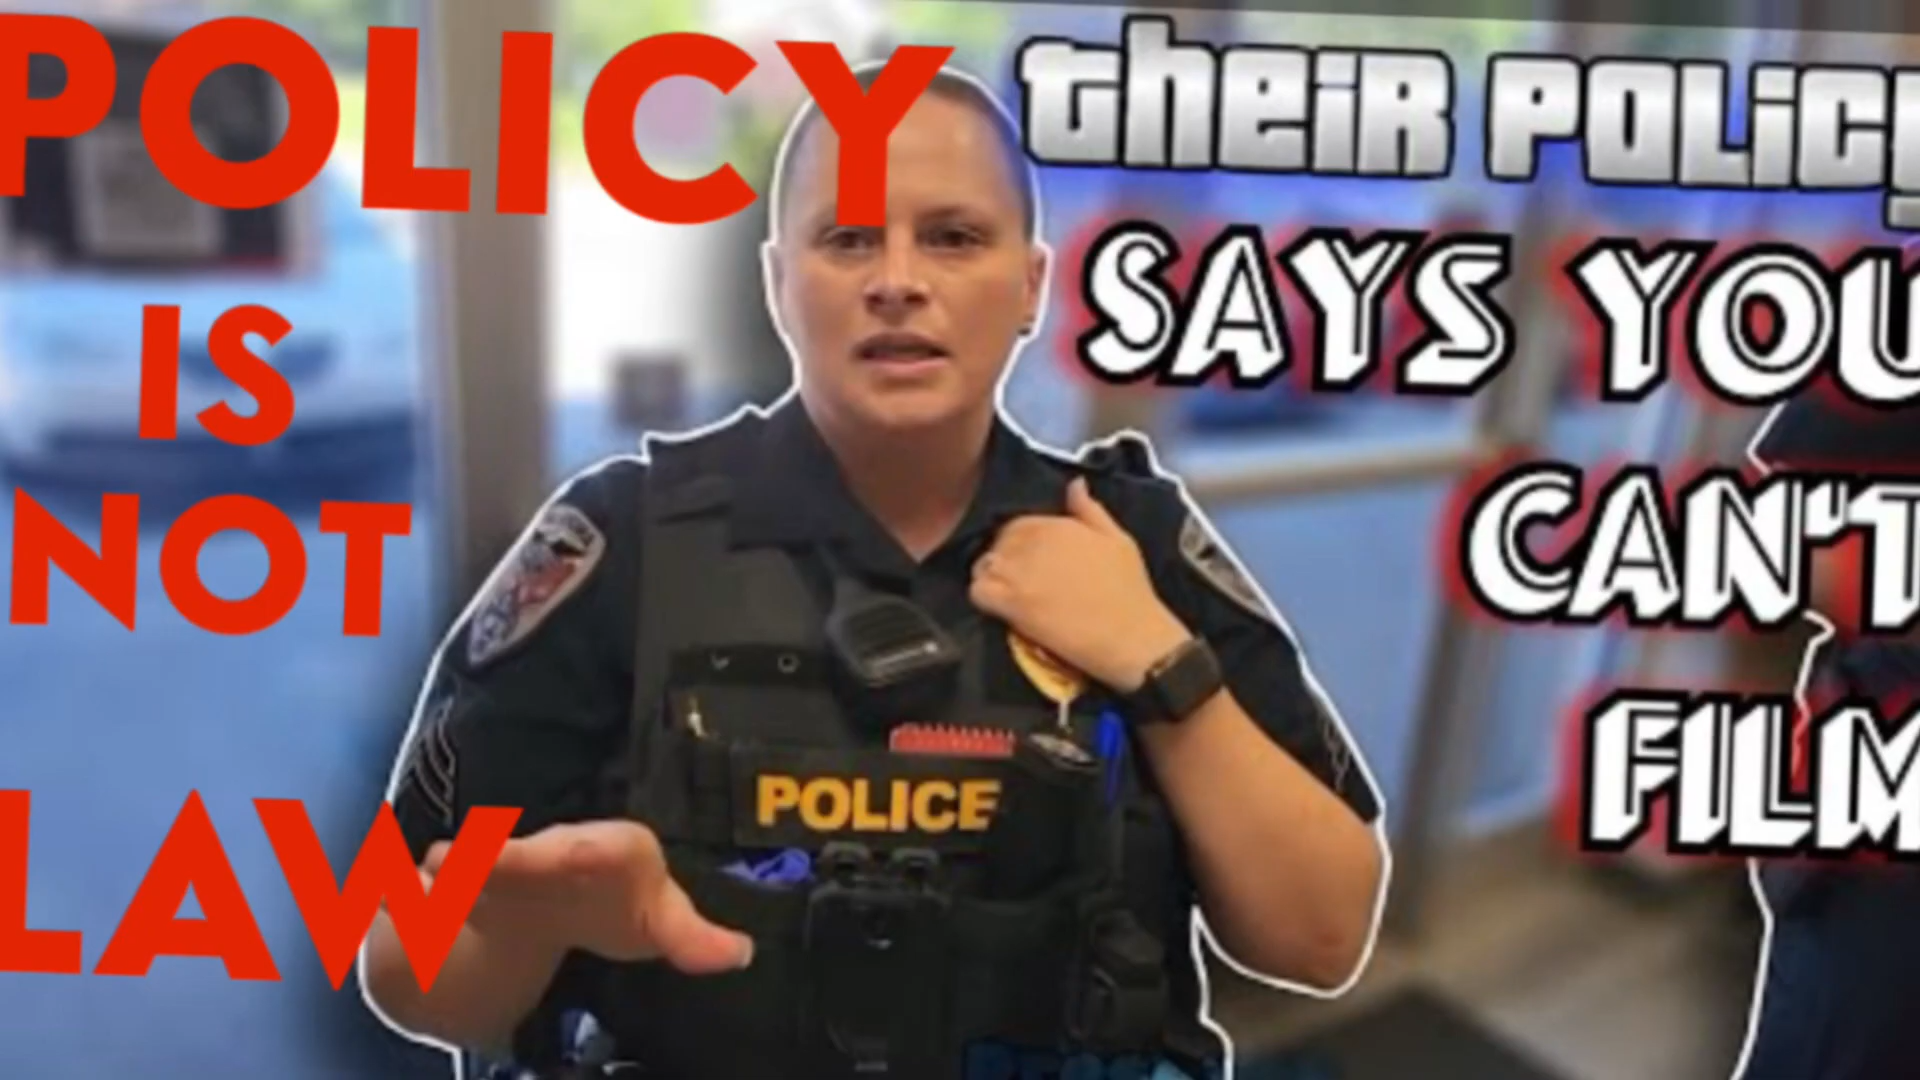 POLICY
IS
NOT
LAW
THEIR POLICY
SAYS YOU
CAN'T
FILM
POLICE